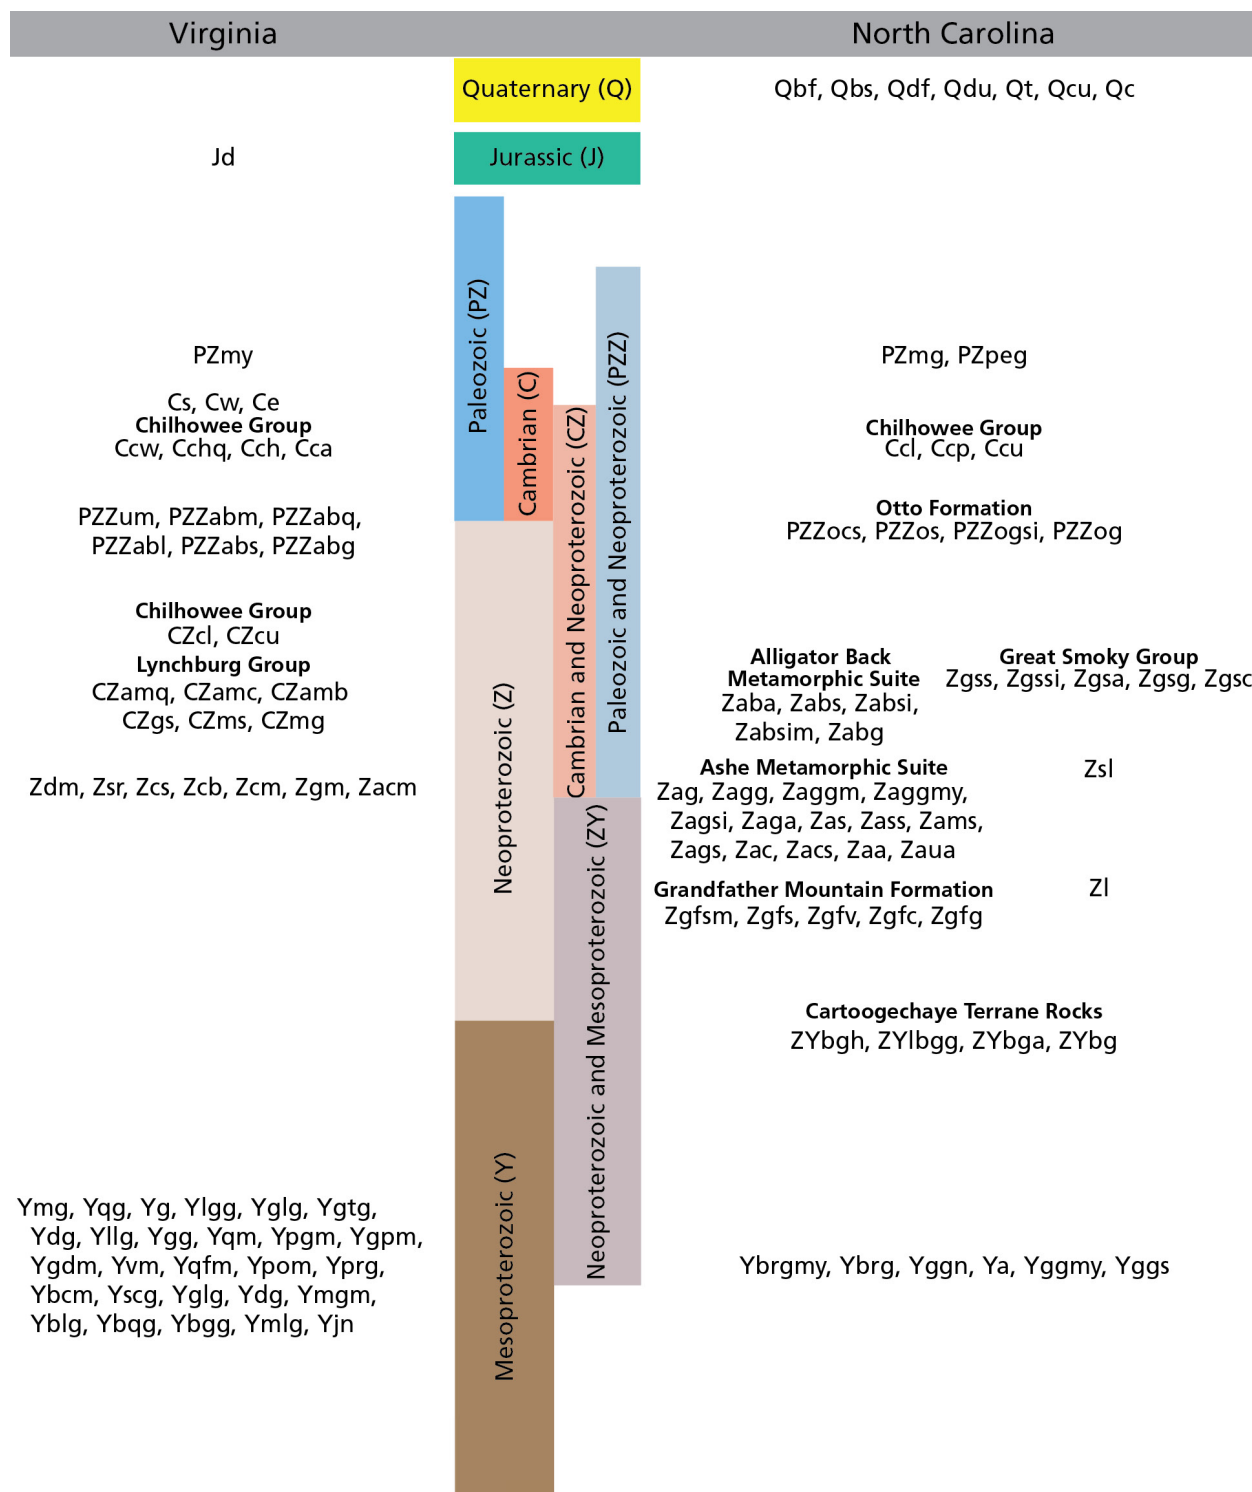 Virginia
North Carolina
Quaternary (Q)
Qbf, Qbs, Qdf, Qdu, Qt, Qcu, Qc
Jd
Jurassic (J)
Paleozoic (PZ)
Cambrian (C)
Cambrian and Neoproterozoic (CZ)
Paleozoic and Neoproterozoic (PZZ)
Neoproterozoic (Z)
Neoproterozoic and Mesoproterozoic (ZY)
Mesoproterozoic (Y)
PZmy
Cs, Cw, Ce
Chilhowee Group
Ccw, Cchq, Cch, Cca
PZZum, PZZabm, PZZabq,
PZZabl, PZZabs, PZZabg
Chilhowee Group
CZcl, CZcu
Lynchburg Group
CZamq, CZamc, CZamb
CZgs, CZms, CZmg
Zdm, Zsr, Zcs, Zcb, Zcm, Zgm, Zacm
Ymg, Yqg, Yg, Ylgg, Yglg, Ygtg,
Ydg, Yllg, Ygg, Yqm, Ypgm, Ygpm,
Ygdm, Yvm, Yqfm, Ypom, Yprg,
Ybcm, Yscg, Yglg, Ydg, Ymgm,
Yblg, Ybqg, Ybgg, Ymlg, Yjn
PZmg, PZpeg
Chilhowee Group
Ccl, Ccp, Ccu
Otto Formation
PZZocs, PZZos, PZZogsi, PZZog
Alligator Back
Metamorphic Suite
Zaba, Zabs, Zabsi,
Zabsim, Zabg
Great Smoky Group
Zgss, Zgssi, Zgsa, Zgsg, Zgsc
Ashe Metamorphic Suite
Zag, Zagg, Zaggm, Zaggmy,
Zagsi, Zaga, Zas, Zass, Zams,
Zags, Zac, Zacs, Zaa, Zaua
Zsl
Grandfather Mountain Formation
Zgfsm, Zgfs, Zgfv, Zgfc, Zgfg
Zl
Cartoogechaye Terrane Rocks
ZYbgh, ZYlbgg, ZYbga, ZYbg
Ybrgmy, Ybrg, Yggn, Ya, Yggmy, Yggs